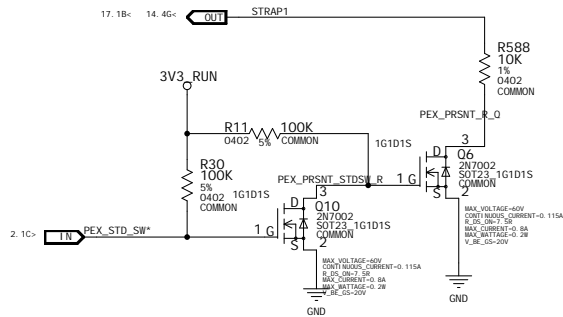 17.1B< 14.4G< OUT STRAP1
R588
10K
1%
0402
COMMON
3V3_RUN
PEX_PRSNT_R_Q
R11 100K
0402 5% COMMON
1G1D1S
3
D Q6
2N7002
1 G SOT23_1G1D1S
COMMON
S 2
R30
100K
5%
0402
COMMON
1G1D1S
PEX_PRSNT_STDSW_R
3
D Q10
2N7002
1 G SOT23_1G1D1S
COMMON
S 2
2.1C> IN PEX_STD_SW*
MAX_VOLTAGE=60V
CONTINUOUS_CURRENT=0.115A
R_DS_ON=7.5R
MAX_CURRENT=0.8A
MAX_WATTAGE=0.2W
V_BE_GS=20V
MAX_VOLTAGE=60V
CONTINUOUS_CURRENT=0.115A
R_DS_ON=7.5R
MAX_CURRENT=0.8A
MAX_WATTAGE=0.2W
V_BE_GS=20V
GND
GND